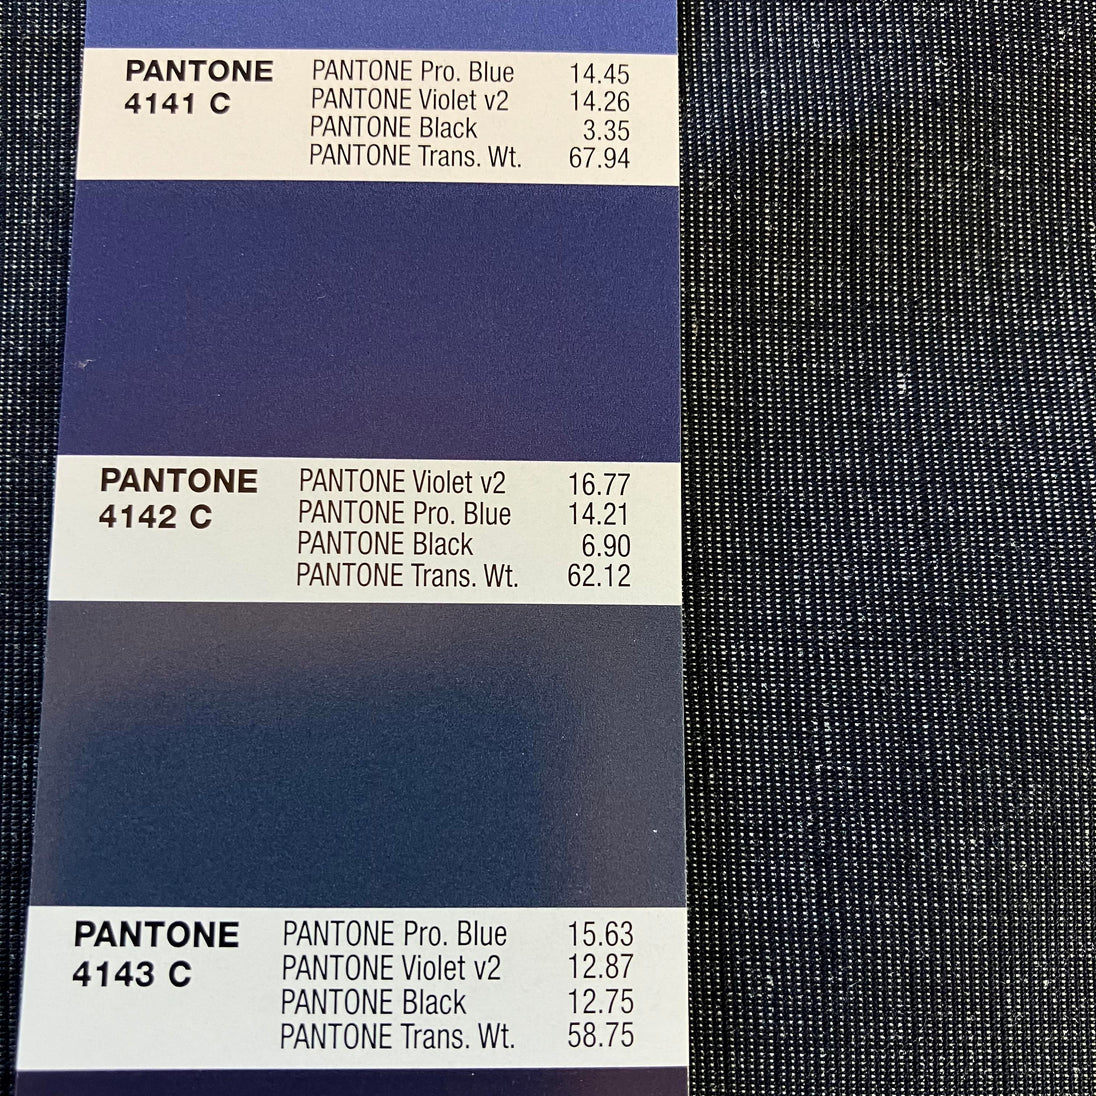 PANTONE
4141 C
PANTONE Pro. Blue 14.45
PANTONE Violet v2 14.26
PANTONE Black 3.35
PANTONE Trans. Wt. 67.94
PANTONE
4142 C
PANTONE Violet v2 16.77
PANTONE Pro. Blue 14.21
PANTONE Black 6.90
PANTONE Trans. Wt. 62.12
PANTONE
4143 C
PANTONE Pro. Blue 15.63
PANTONE Violet v2 12.87
PANTONE Black 12.75
PANTONE Trans. Wt. 58.75